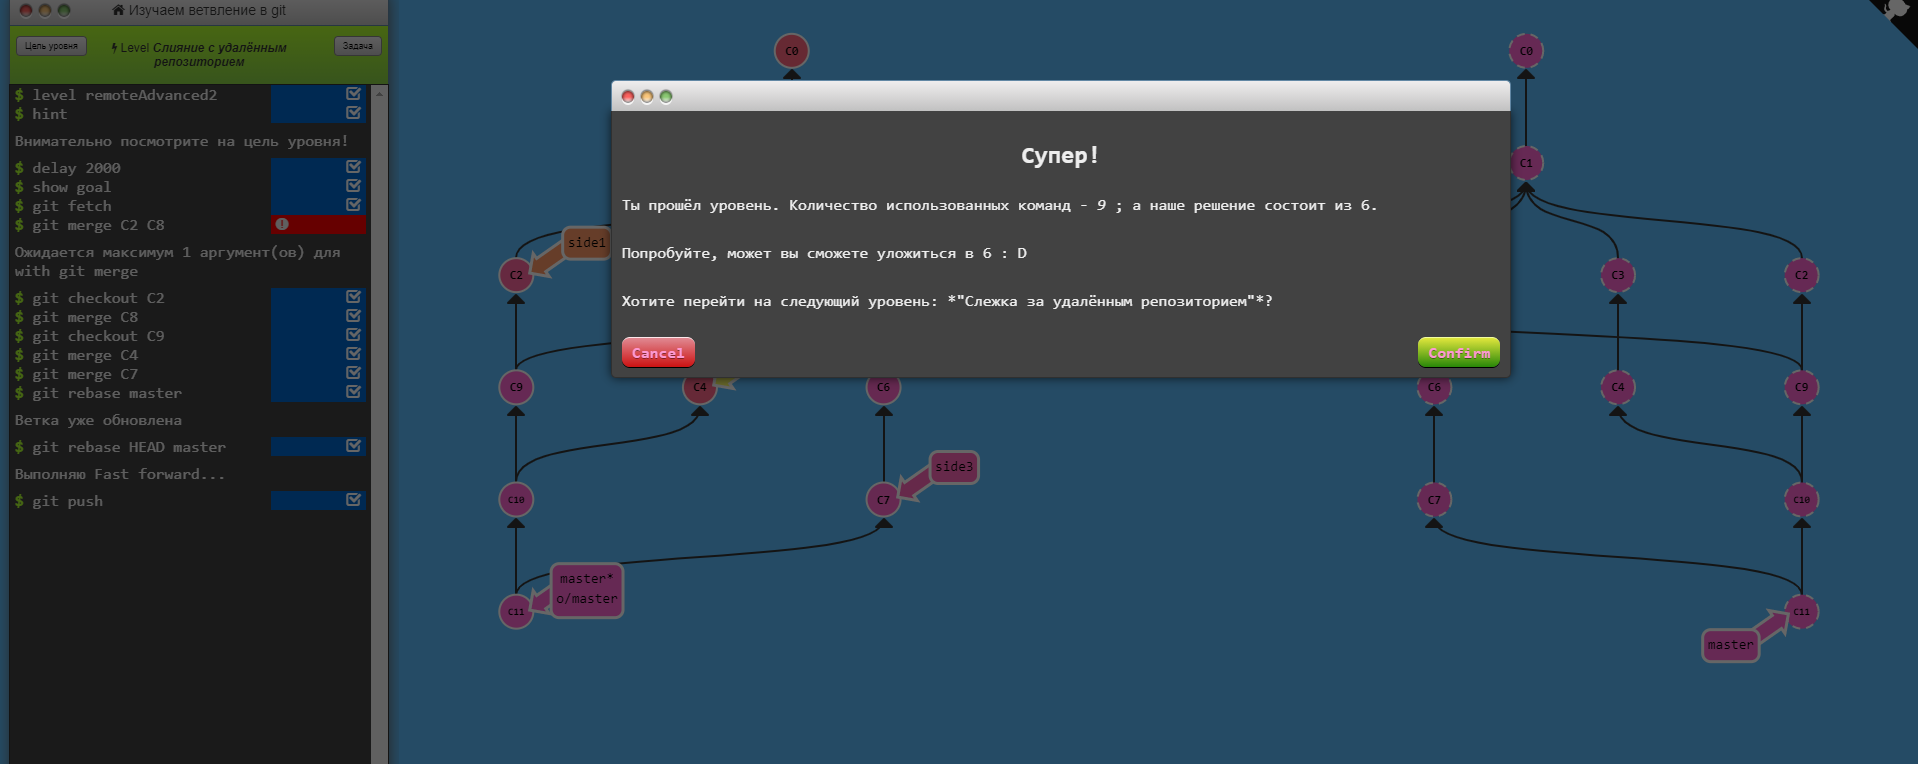 Изучаем ветвление в git
Цель уровня
Level Слияние с удалённым
репозиторием
Задача
$ level remoteAdvanced2
$ hint
Внимательно посмотрите на цель уровня!
$ delay 2000
$ show goal
$ git fetch
$ git merge C2 C8
Ожидается максимум 1 аргумент(ов) для
with git merge
$ git checkout C2
$ git merge C8
$ git checkout C9
$ git merge C4
$ git merge C7
$ git rebase master
Ветка уже обновлена
$ git rebase HEAD master
Выполняю Fast forward...
$ git push
C0
side1
C2
C9
C4
C6
C10
C7
side3
master*
o/master
C11
Супер!
Ты прошёл уровень. Количество использованных команд - 9 ; а наше решение состоит из 6.
Попробуйте, может вы сможете уложиться в 6 : D
Хотите перейти на следующий уровень: *"Слежка за удалённым репозиторием"*?
Cancel
Confirm
C0
C1
C3
C2
C6
C4
C9
C7
C10
C11
master